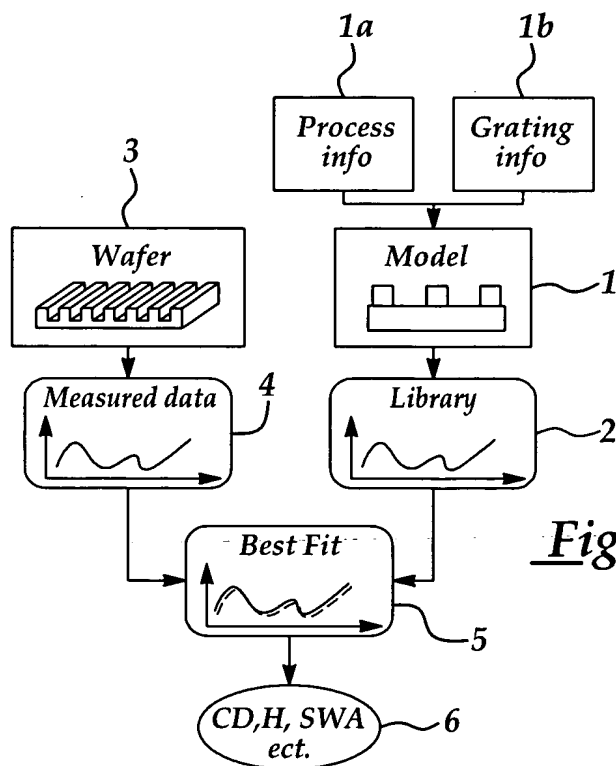 1a
1b
Process
info
Grating
info
3
Wafer
Model
1
Measured data
4
Library
2
Best Fit
Fig
5
CD,H, SWA
ect.
6